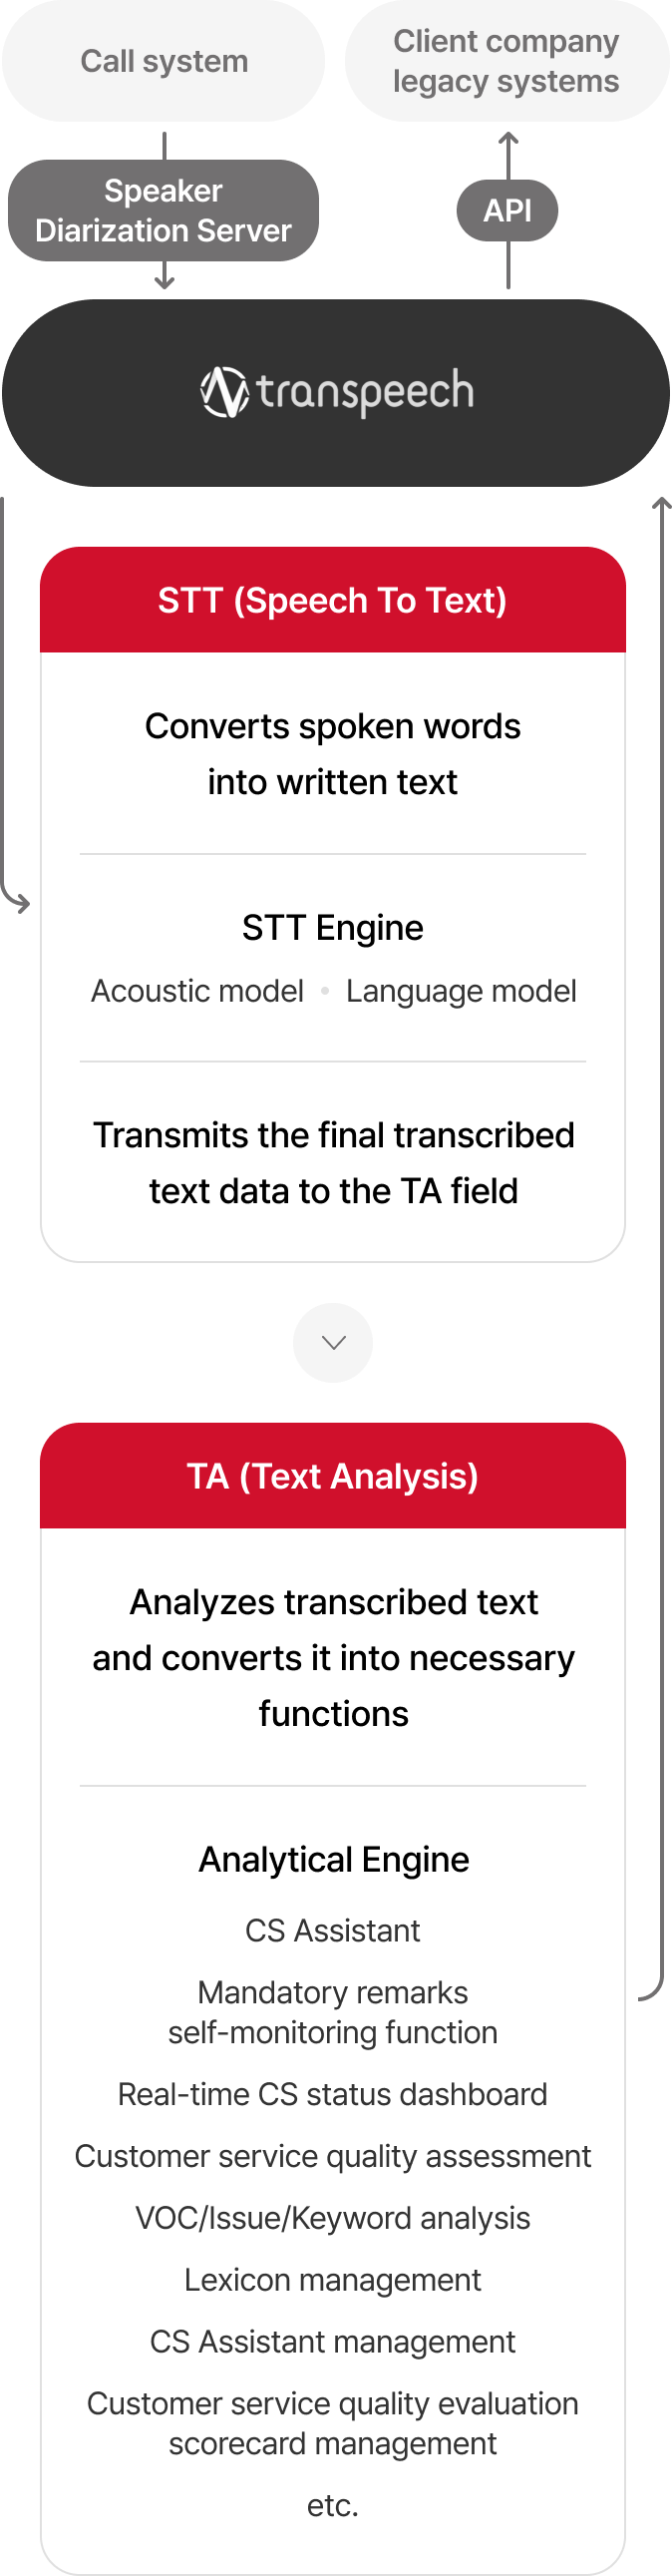 Call system
Client company
legacy systems
Speaker
Diarization Server
API
transpeech
STT (Speech To Text)
Converts spoken words
into written text
STT Engine
Acoustic model • Language model
Transmits the final transcribed
text data to the TA field
TA (Text Analysis)
Analyzes transcribed text
and converts it into necessary
functions
Analytical Engine
CS Assistant
Mandatory remarks
self-monitoring function
Real-time CS status dashboard
Customer service quality assessment
VOC/Issue/Keyword analysis
Lexicon management
CS Assistant management
Customer service quality evaluation
scorecard management
etc.